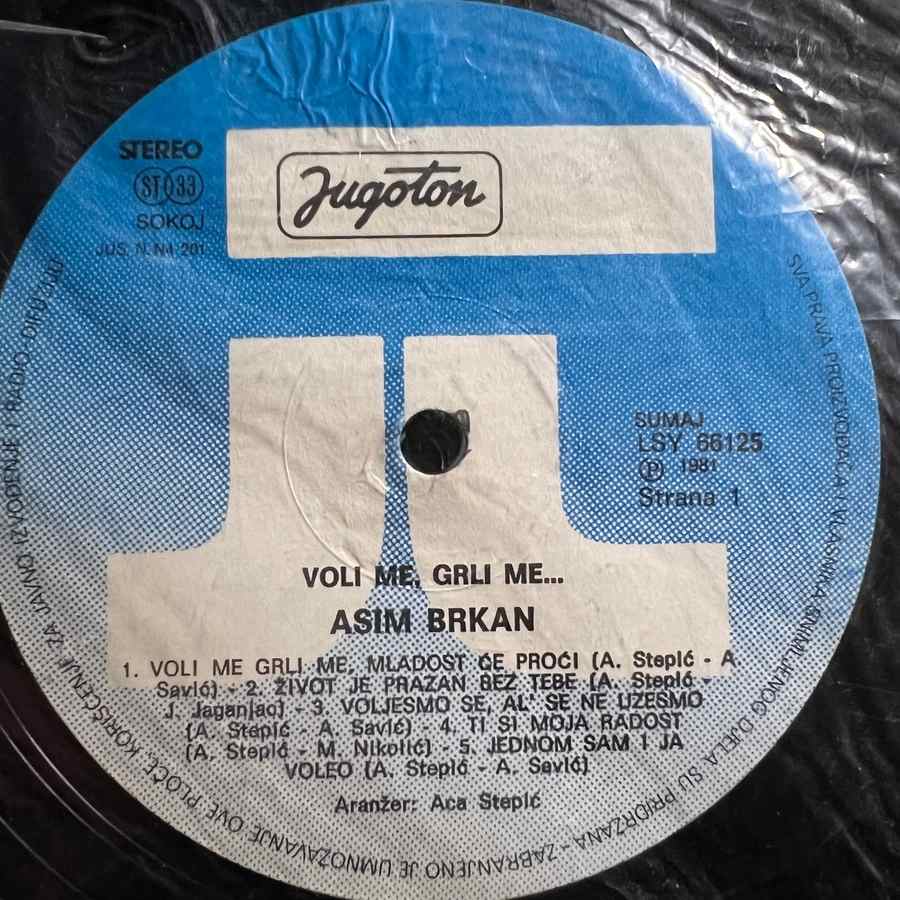 STEREO
ST 033
SOKOJ
JUS. N. N4. 201
Jugoton
SUMAJ
LSY 66125
Ⓟ 1981
Strana 1
VOLI ME, GRLI ME...
ASIM BRKAN
1. VOLI ME GRLI ME, MLADOST ĆE PROĆI (A. Stepić - A
Savić) - 2. ŽIVOT JE PRAZAN BEZ TEBE (A. Stepić -
J. Jaganjac) - 3. VOLJESMO SE, AL' SE NE UZESMO
(A. Stepić - A. Savić) - 4. TI SI MOJA RADOST
(A. Stepić - M. Nikolić) - 5. JEDNOM SAM I JA
VOLEO (A. Stepić - A. Savić)
Aranžer: Aca Stepić
SVA PRAVA PROIZVOĐAČA I VLASNIKA SNIMLJENOG DJELA SU PRIDRŽANA - ZABRANJENO JE UMNOŽAVANJE OVE PLOČE, KORIŠĆENJE ZA JAVNO IZVOĐENJE I RADIO-DIFUZIJU